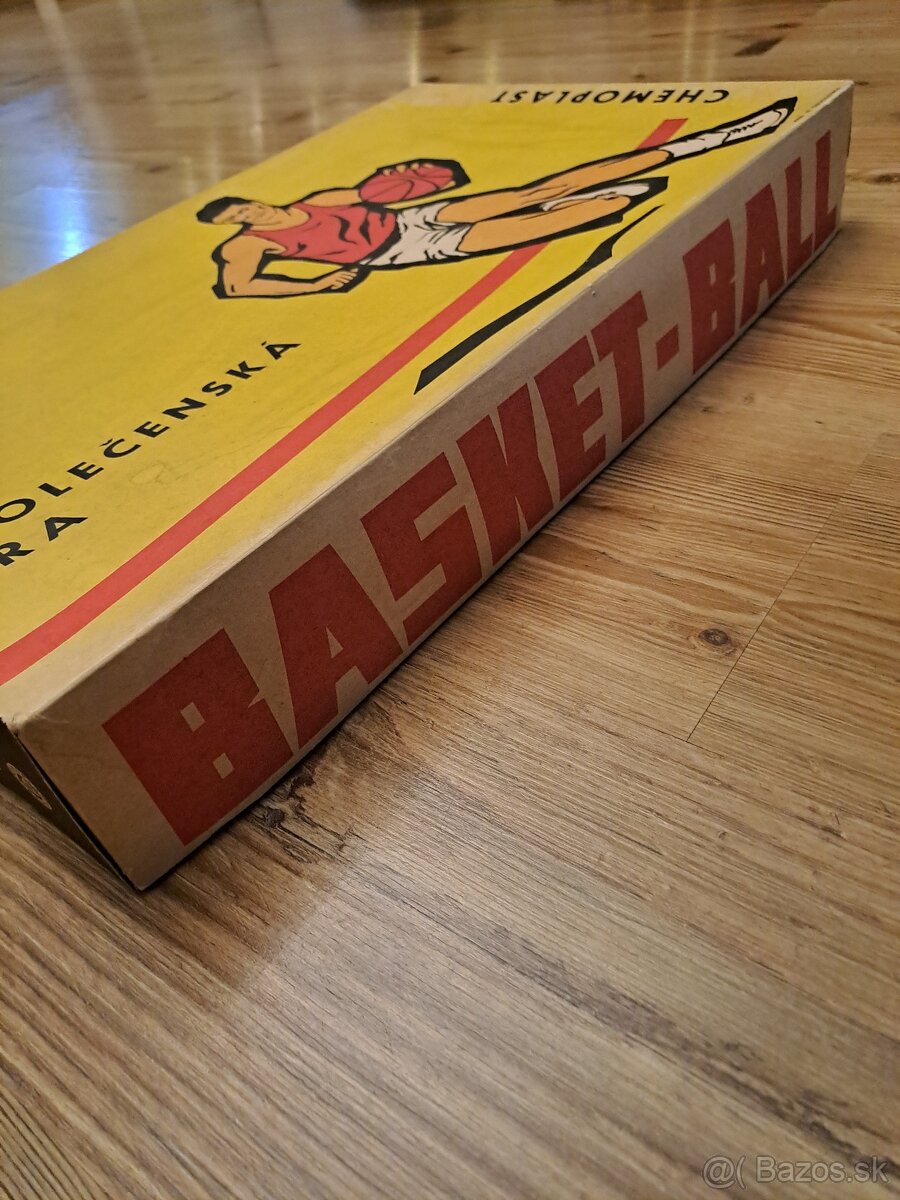 CHEMOPLAST
OLEČENSKÁ
RA
BASKET-BALL
@( Bazos.sk